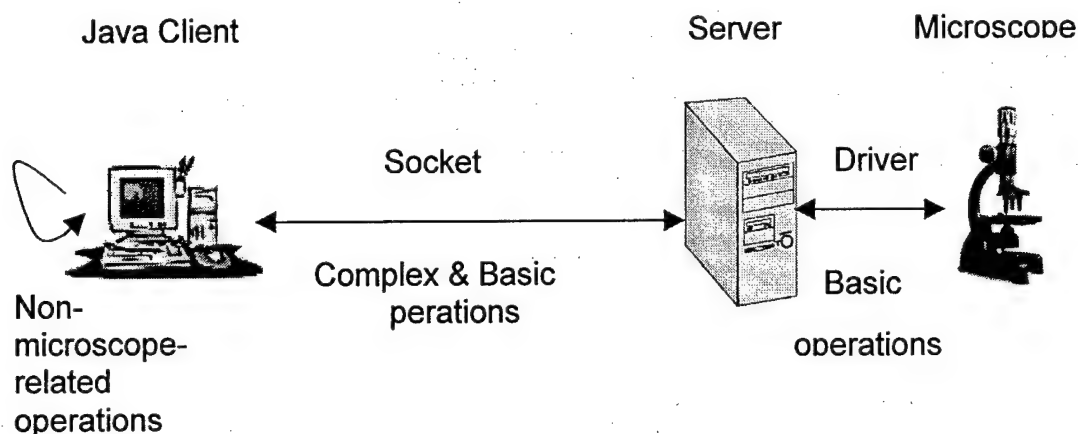 Java Client
Server
Microscope
Socket
Driver
Complex & Basic
perations
Basic
operations
Non-
microscope-
related
operations